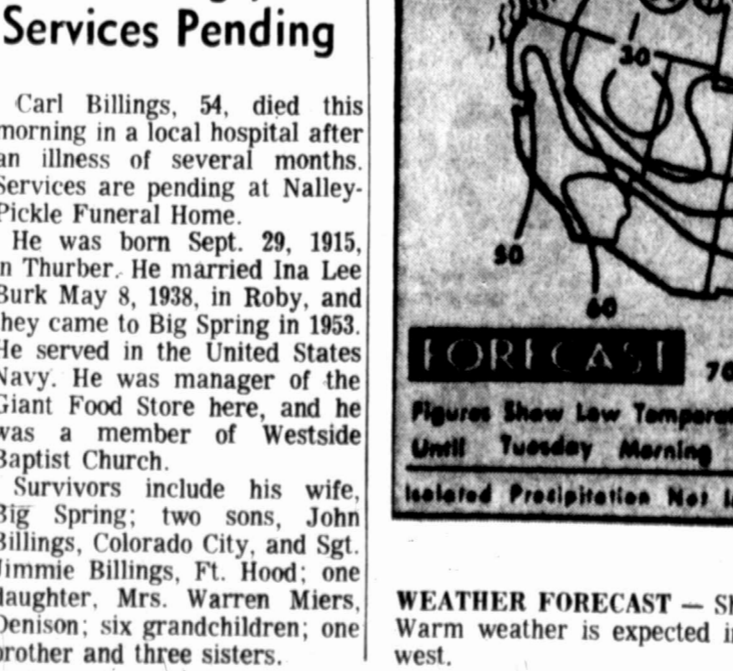 Services Pending
Carl Billings, 54, died this
morning in a local hospital after
an illness of several months.
Services are pending at Nalley-
Pickle Funeral Home.
He was born Sept. 29, 1915,
in Thurber. He married Ina Lee
Burk May 8, 1938, in Roby, and
they came to Big Spring in 1953.
He served in the United States
Navy. He was manager of the
Giant Food Store here, and he
was a member of Westside
Baptist Church.
Survivors include his wife,
Big Spring; two sons, John
Billings, Colorado City, and Sgt.
Jimmie Billings, Ft. Hood; one
daughter, Mrs. Warren Miers,
Denison; six grandchildren; one
brother and three sisters.
30
50
60
FORECAST
70
Figures Show Low Tempera
Until Tuesday Morning
Isolated Precipitation Not I
WEATHER FORECAST — Sh
Warm weather is expected in
west.